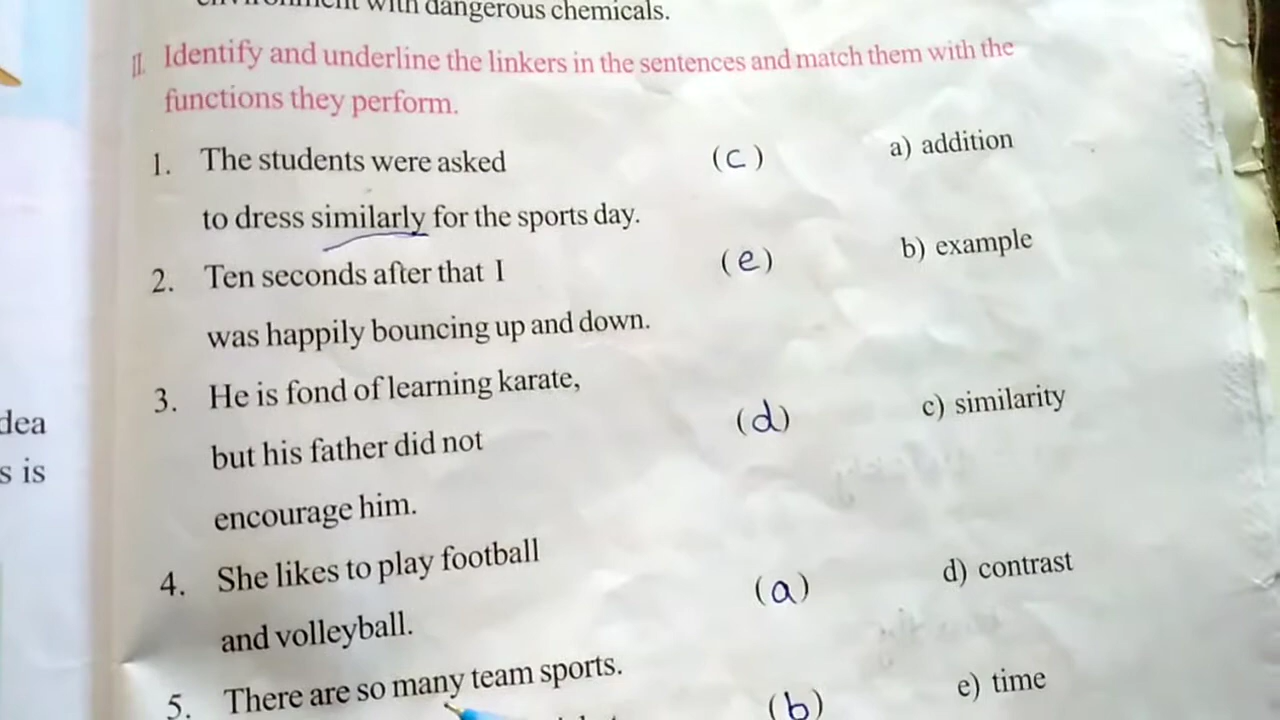 with dangerous chemicals.
II. Identify and underline the linkers in the sentences and match them with the
functions they perform.
1. The students were asked (c) a) addition
to dress similarly for the sports day.
2. Ten seconds after that I (e) b) example
was happily bouncing up and down.
3. He is fond of learning karate,
but his father did not (d) c) similarity
encourage him.
4. She likes to play football (a) d) contrast
and volleyball.
5. There are so many team sports. (b) e) time
dea
s is